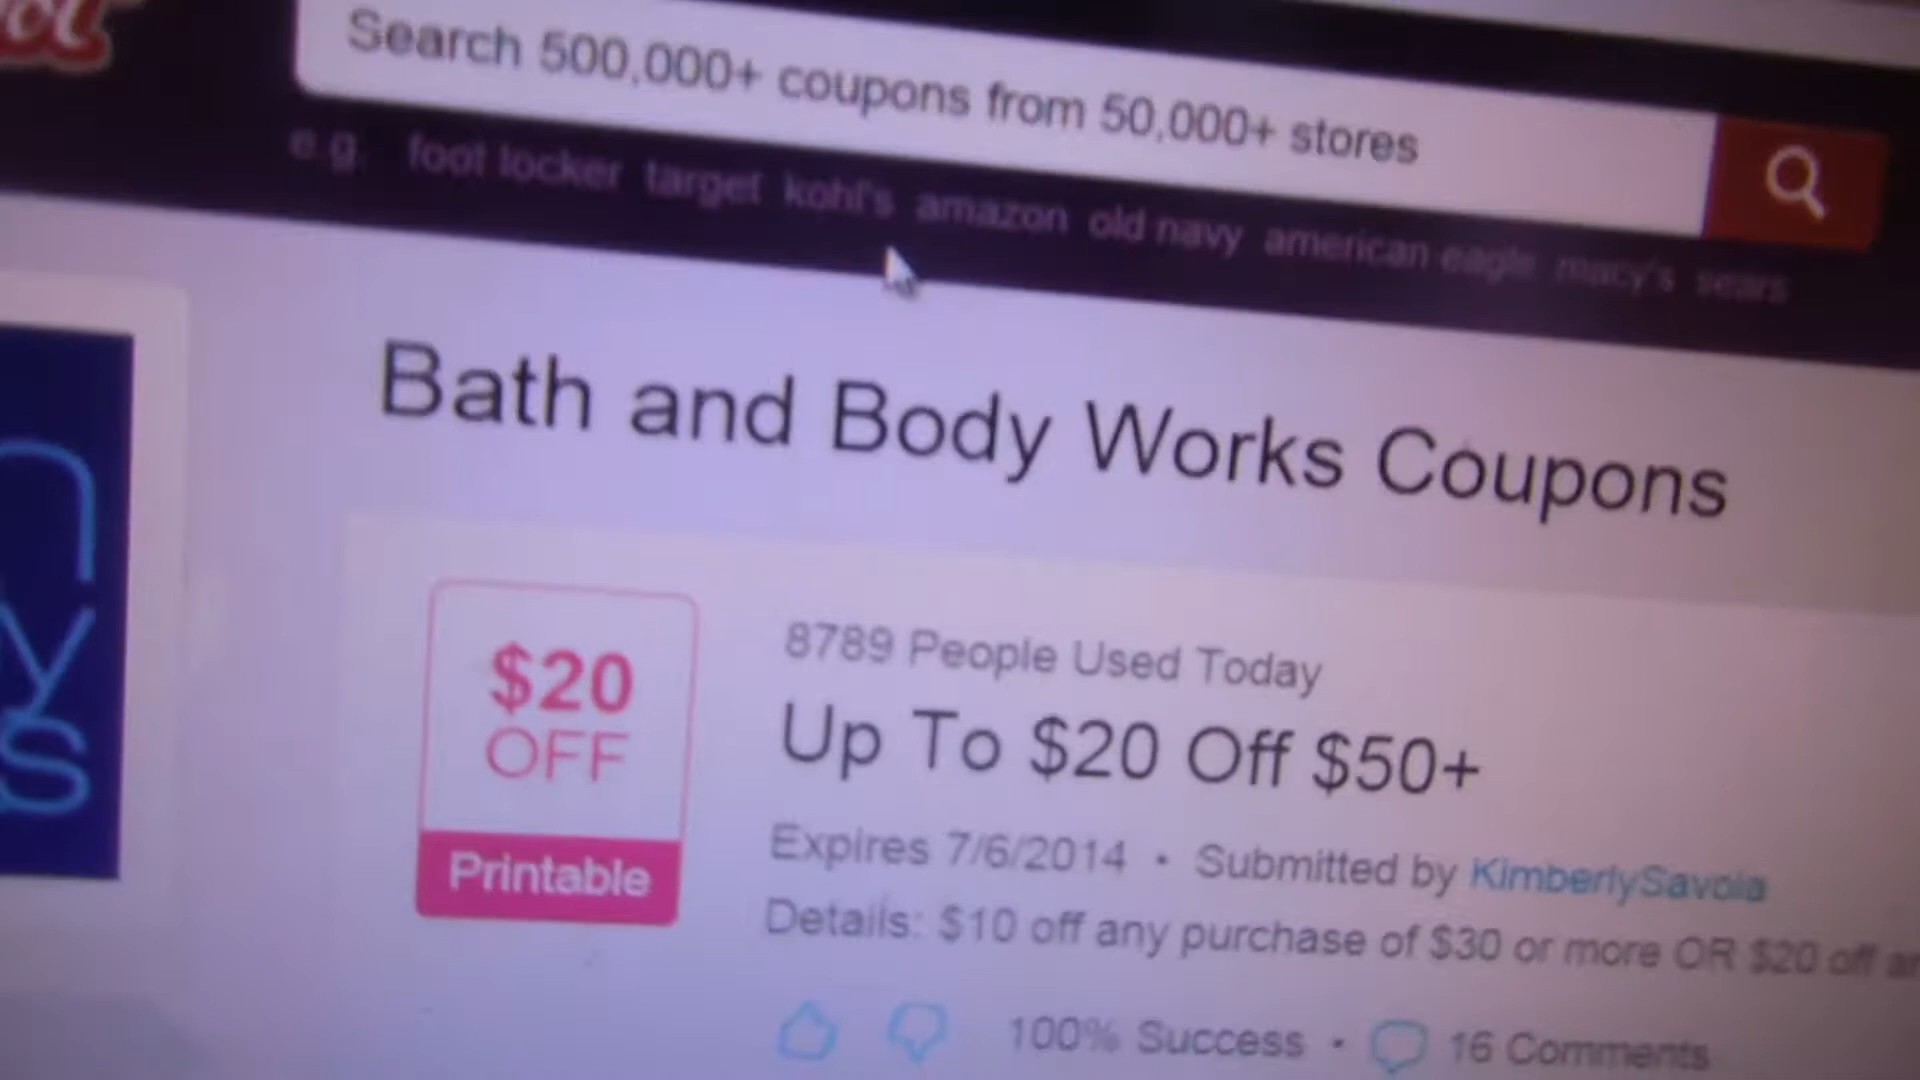 Search 500,000+ coupons from 50,000+ stores
e.g. foot locker target kohl's amazon old navy american eagle macy's sears
Bath and Body Works Coupons
$20
OFF
Printable
8789 People Used Today
Up To $20 Off $50+
Expires 7/6/2014 • Submitted by KimberlySavoia
Details: $10 off any purchase of $30 or more OR $20 off
100% Success • 16 Comments